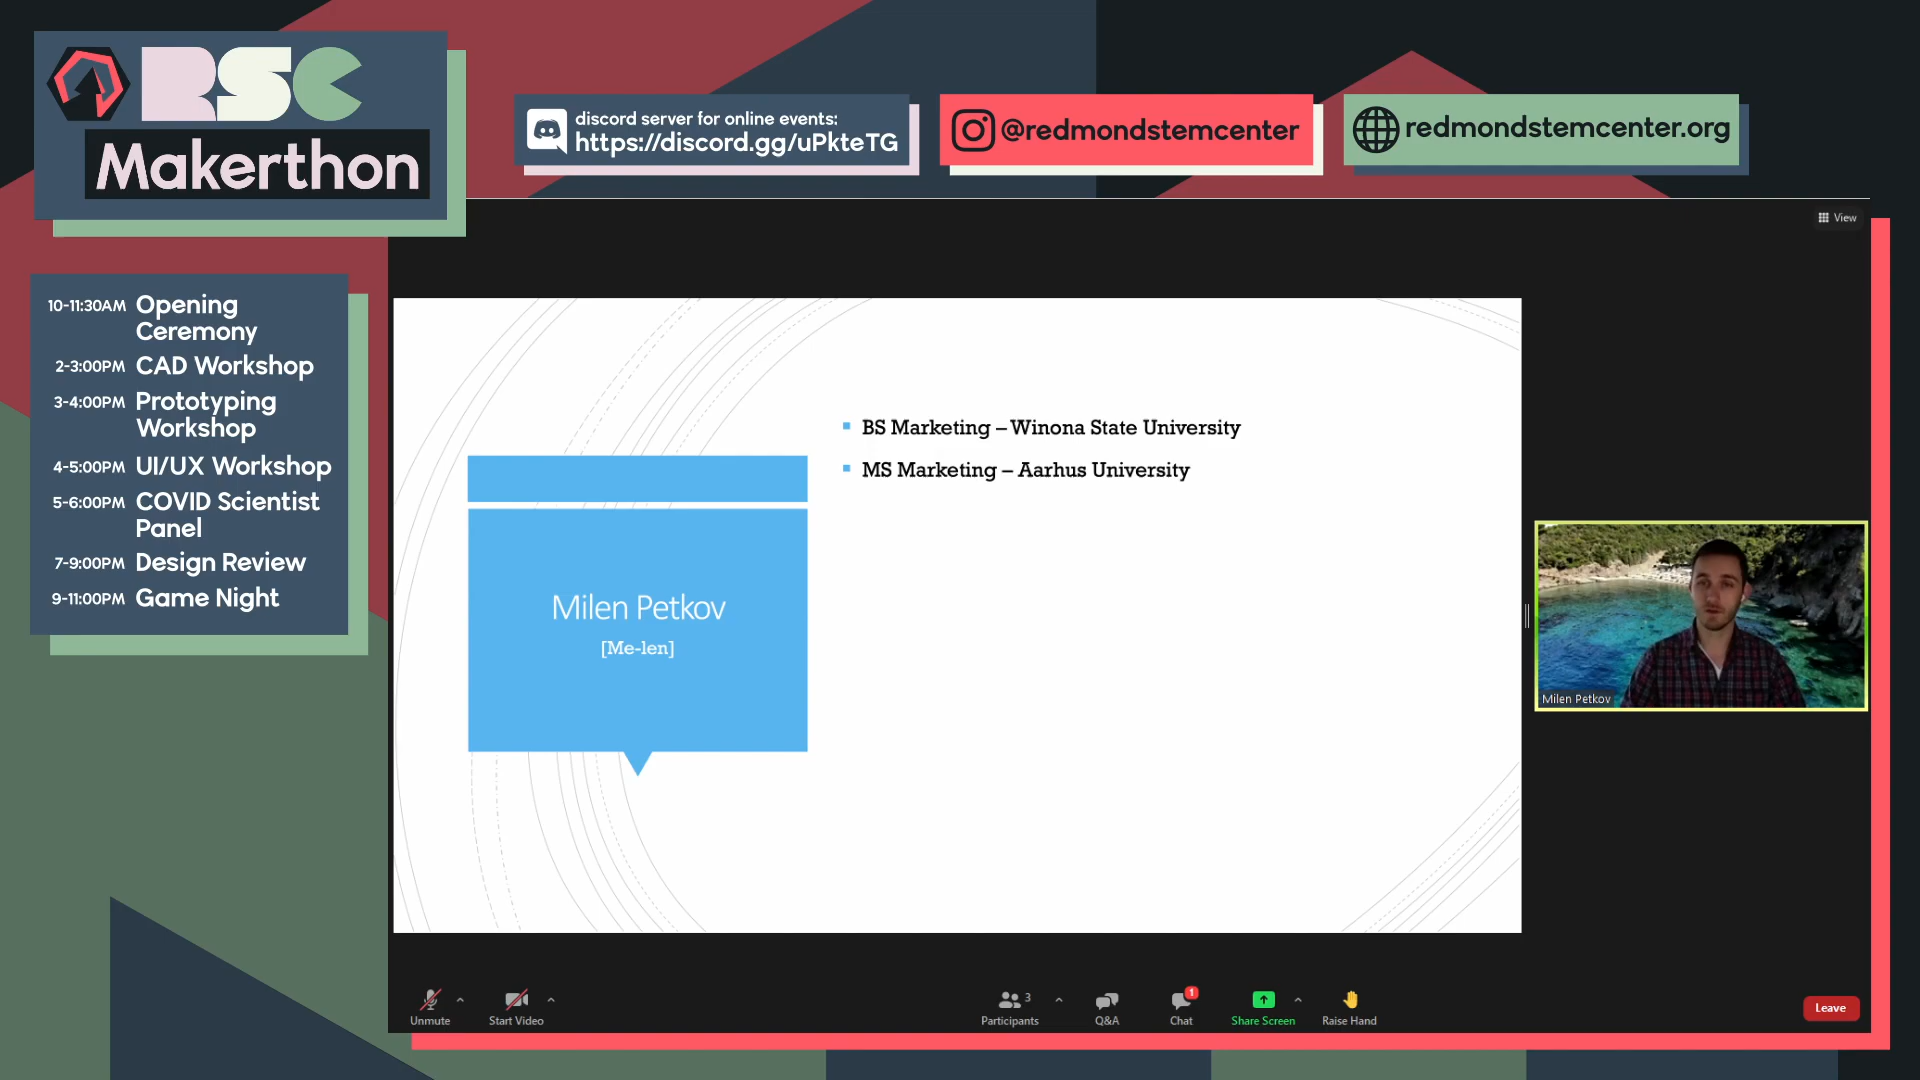 RSC
Makerthon
discord server for online events:
https://discord.gg/uPkteTG
@redmondstemcenter
redmondstemcenter.org
View
10-11:30AM Opening
Ceremony
2-3:00PM CAD Workshop
3-4:00PM Prototyping
Workshop
4-5:00PM UI/UX Workshop
5-6:00PM COVID Scientist
Panel
7-9:00PM Design Review
9-11:00PM Game Night
Milen Petkov
[Me-len]
BS Marketing – Winona State University
MS Marketing – Aarhus University
Milen Petkov
Unmute
Start Video
3
Participants
Q&A
1
Chat
Share Screen
Raise Hand
Leave